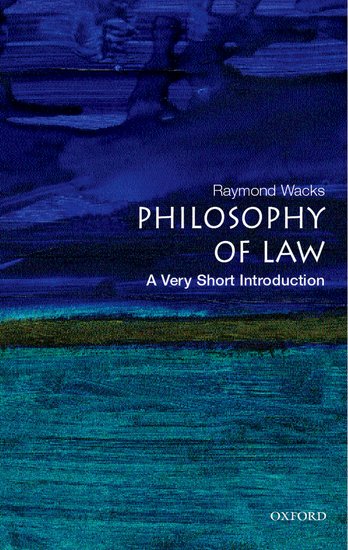 Raymond Wacks
PHILOSOPHY
OF LAW
A Very Short Introduction
OXFORD